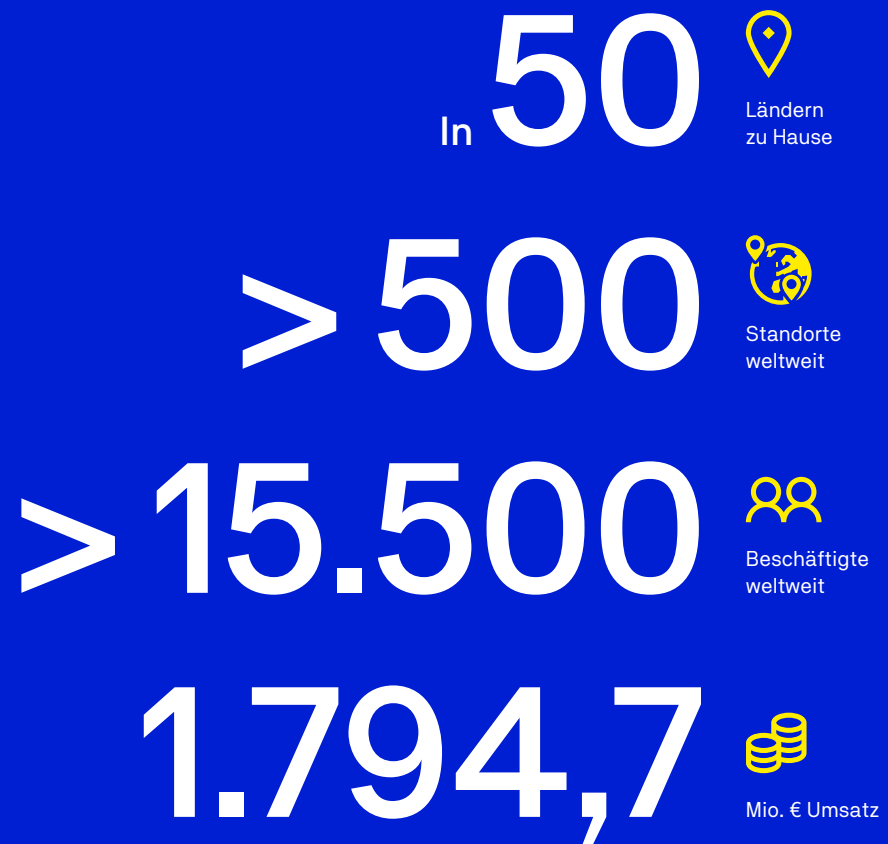 In 50 Ländern
zu Hause
> 500 Standorte
weltweit
> 15.500 Beschäftigte
weltweit
1.794,7 Mio. € Umsatz